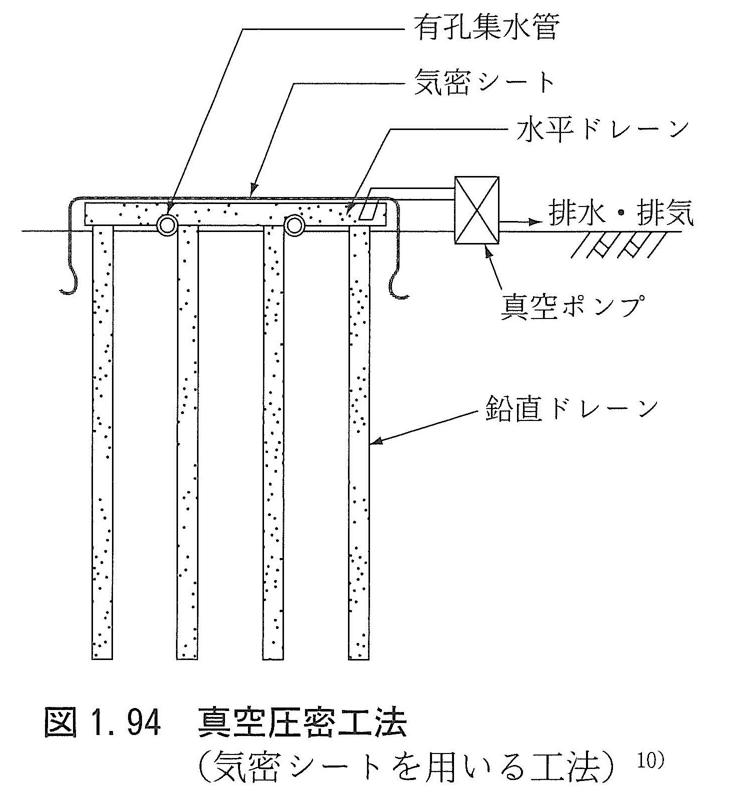 有孔集水管
気密シート
水平ドレーン
排水・排気
真空ポンプ
鉛直ドレーン
図1.94 真空圧密工法
(気密シートを用いる工法)10)